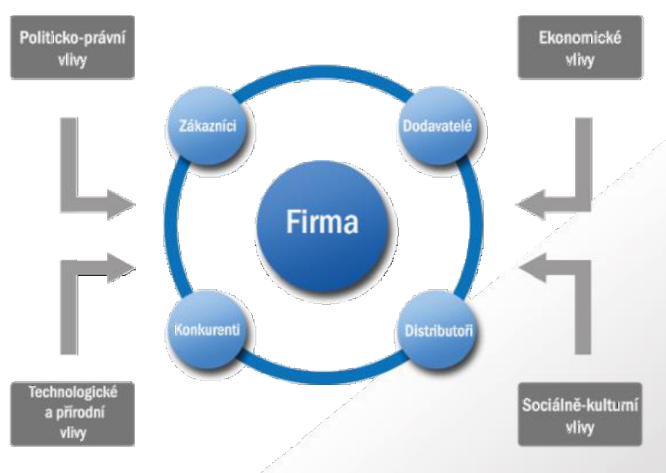 Politicko-právní
vlivy
Ekonomické
vlivy
Zákazníci
Dodavatelé
Firma
Konkurenti
Distributoři
Technologické
a přírodní
vlivy
Sociálně-kulturní
vlivy